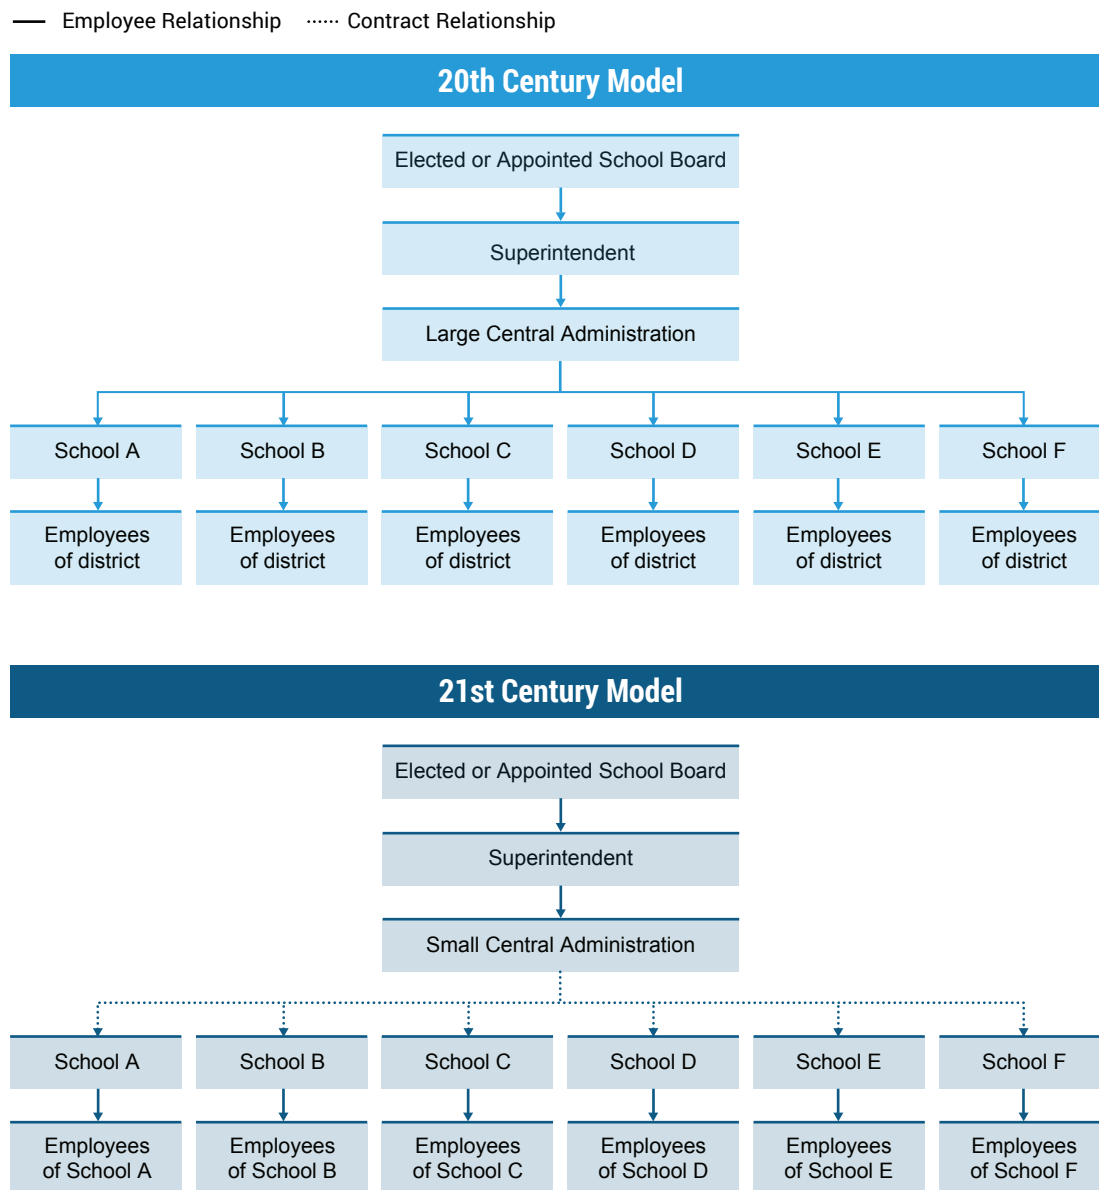 Employee Relationship
Contract Relationship
20th Century Model
Elected or Appointed School Board
Superintendent
Large Central Administration
School A
School B
School C
School D
School E
School F
Employees
of district
Employees
of district
Employees
of district
Employees
of district
Employees
of district
Employees
of district
21st Century Model
Elected or Appointed School Board
Superintendent
Small Central Administration
School A
School B
School C
School D
School E
School F
Employees
of School A
Employees
of School B
Employees
of School C
Employees
of School D
Employees
of School E
Employees
of School F